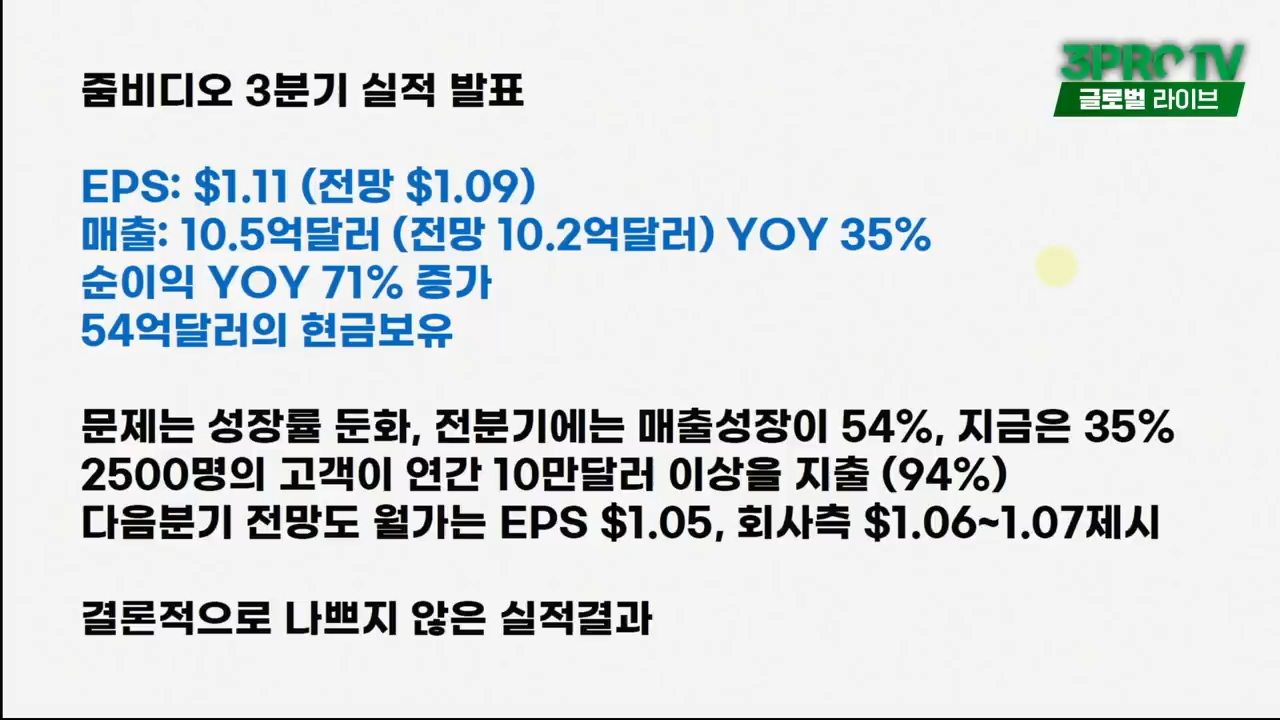 3PRO TV
글로벌 라이브
줌비디오 3분기 실적 발표
EPS: $1.11 (전망 $1.09)
매출: 10.5억달러 (전망 10.2억달러) YOY 35%
순이익 YOY 71% 증가
54억달러의 현금보유
문제는 성장률 둔화, 전분기에는 매출성장이 54%, 지금은 35%
2500명의 고객이 연간 10만달러 이상을 지출 (94%)
다음분기 전망도 월가는 EPS $1.05, 회사측 $1.06~1.07제시
결론적으로 나쁘지 않은 실적결과